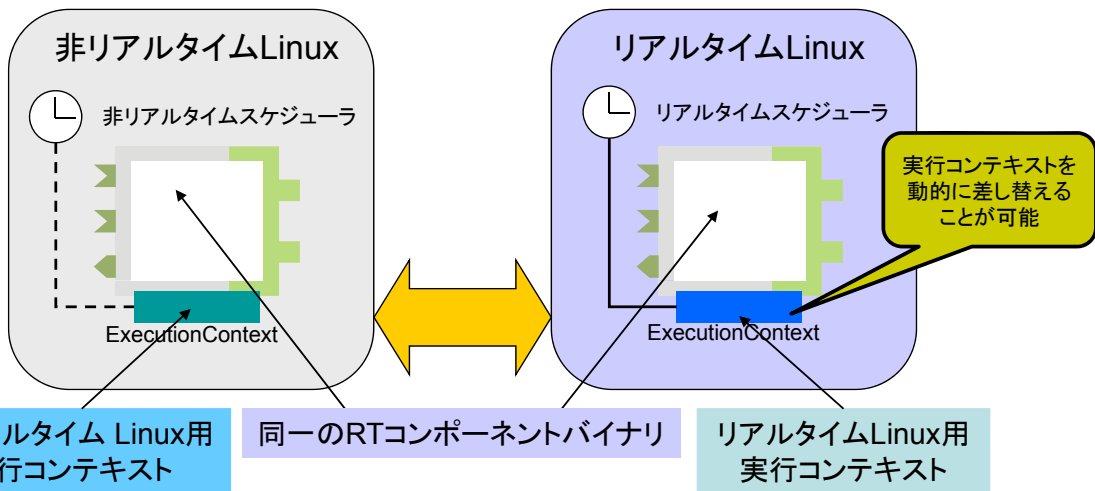 非リアルタイムLinux
非リアルタイムスケジューラ
ExecutionContext
リアルタイムLinux
リアルタイムスケジューラ
ExecutionContext
実行コンテキストを
動的に差し替える
ことが可能
ルタイム Linux用
行コンテキスト
同一のRTコンポーネントバイナリ
リアルタイムLinux用
実行コンテキスト